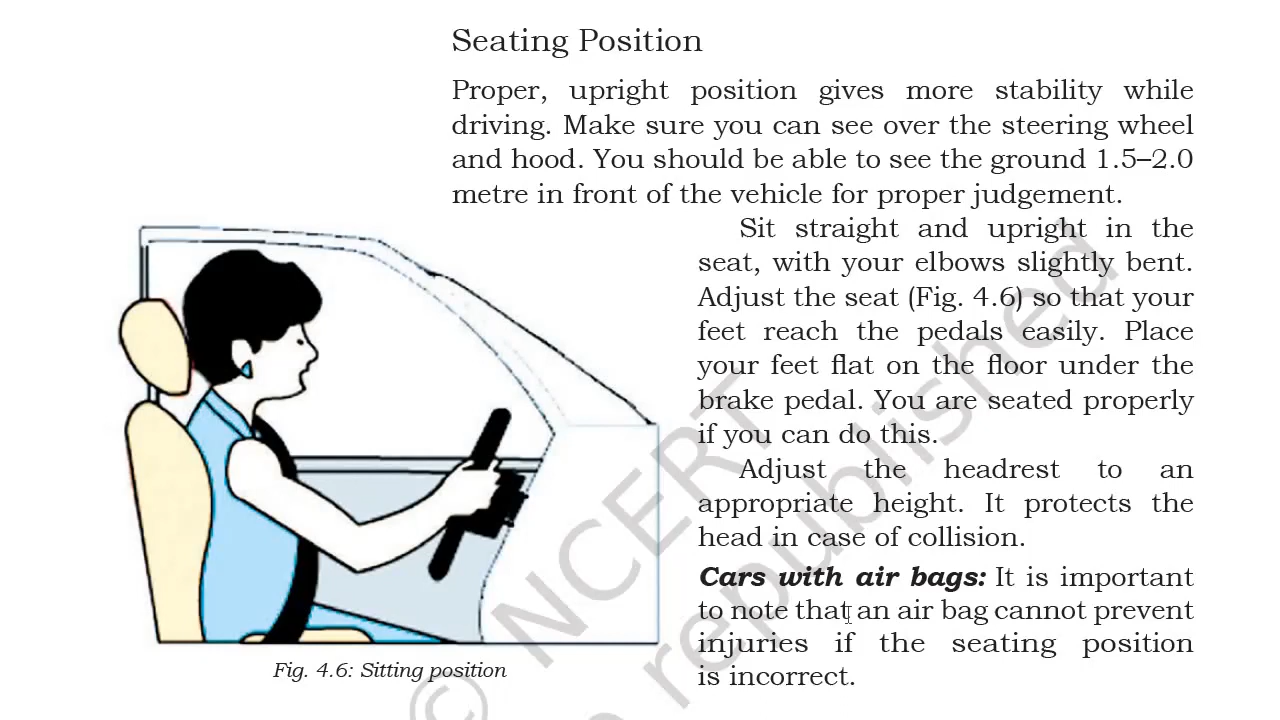 Seating Position
Proper, upright position gives more stability while
driving. Make sure you can see over the steering wheel
and hood. You should be able to see the ground 1.5–2.0
metre in front of the vehicle for proper judgement.
Sit straight and upright in the
seat, with your elbows slightly bent.
Adjust the seat (Fig. 4.6) so that your
feet reach the pedals easily. Place
your feet flat on the floor under the
brake pedal. You are seated properly
if you can do this.
Adjust the headrest to an
appropriate height. It protects the
head in case of collision.
Cars with air bags: It is important
to note that an air bag cannot prevent
injuries if the seating position
is incorrect.
Fig. 4.6: Sitting position
© NCERT
republished